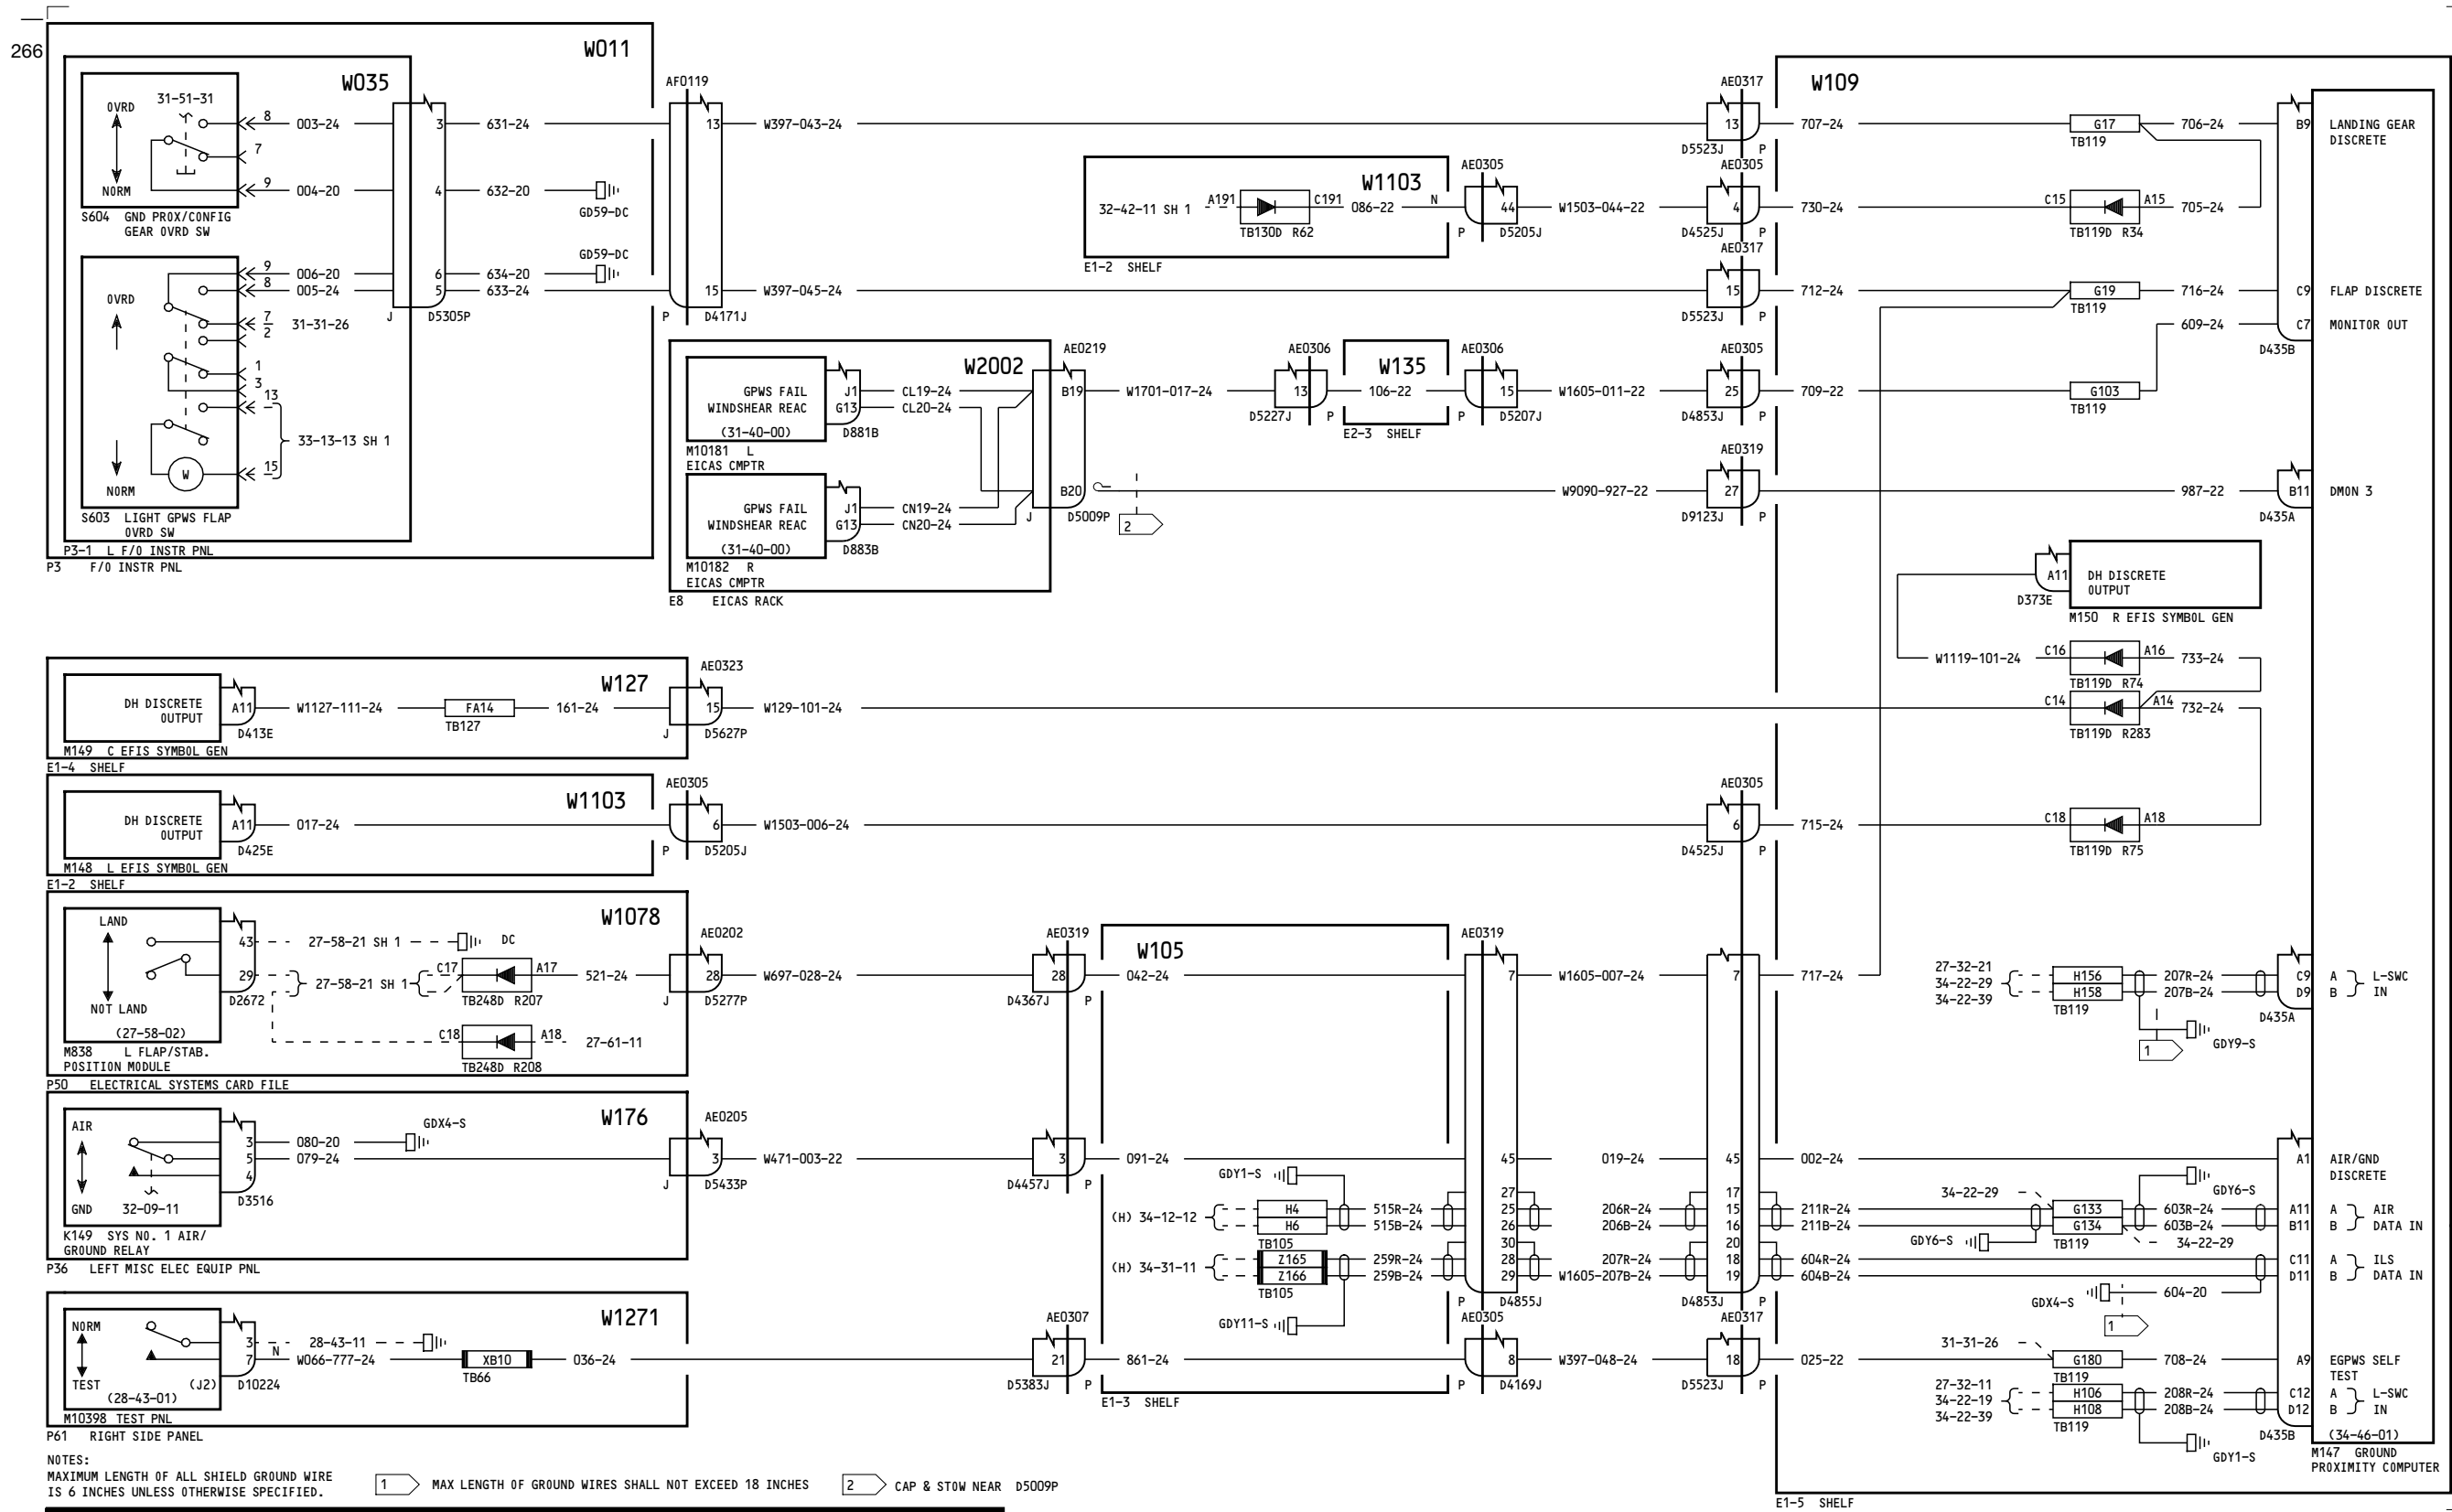 266
W011
W035
31-51-31
OVRD
NORM
8
7
9
003-24
004-20
S604 GND PROX/CONFIG
GEAR OVRD SW
3
4
631-24
632-20
GD59-DC
GD59-DC
OVRD
NORM
9
8
006-20
005-24
6
5
634-20
633-24
7
2
31-31-26
1
3
13
15
33-13-13 SH 1
W
J
D5305P
S603 LIGHT GPWS FLAP
OVRD SW
P3-1 L F/O INSTR PNL
P3 F/O INSTR PNL
AF0119
13
W397-043-24
15
W397-045-24
P
D4171J
W1103
32-42-11 SH 1
A191
C191
086-22
N
TB130D R62
E1-2 SHELF
AE0305
44
P
D5205J
W1503-044-22
AE0317
13
D5523J
P
AE0305
4
D4525J
P
AE0317
15
D5523J
P
W109
707-24
G17
TB119
706-24
B9
LANDING GEAR
DISCRETE
730-24
C15
A15
TB119D R34
705-24
712-24
G19
TB119
716-24
C9
FLAP DISCRETE
609-24
C7
MONITOR OUT
D435B
W2002
GPWS FAIL
WINDSHEAR REAC
(31-40-00)
J1
G13
D881B
CL19-24
CL20-24
M10181 L
EICAS CMPTR
GPWS FAIL
WINDSHEAR REAC
(31-40-00)
J1
G13
D883B
CN19-24
CN20-24
M10182 R
EICAS CMPTR
E8 EICAS RACK
AE0219
B19
B20
J
D5009P
W1701-017-24
2
AE0306
13
D5227J
P
W135
106-22
E2-3 SHELF
AE0306
15
P
D5207J
W1605-011-22
AE0305
25
D4853J
P
709-22
G103
TB119
W9090-927-22
AE0319
27
D9123J
P
987-22
B11
DMON 3
D435A
A11
DH DISCRETE
OUTPUT
D373E
M150 R EFIS SYMBOL GEN
W1119-101-24
C16
A16
733-24
TB119D R74
C14
A14
732-24
TB119D R283
W127
DH DISCRETE
OUTPUT
A11
D413E
W1127-111-24
FA14
TB127
161-24
AE0323
15
J
D5627P
W129-101-24
M149 C EFIS SYMBOL GEN
E1-4 SHELF
W1103
DH DISCRETE
OUTPUT
A11
D425E
017-24
AE0305
6
P
D5205J
W1503-006-24
AE0305
6
D4525J
P
715-24
C18
A18
TB119D R75
M148 L EFIS SYMBOL GEN
E1-2 SHELF
W1078
LAND
NOT LAND
(27-58-02)
43
29
D2672
27-58-21 SH 1
DC
27-58-21 SH 1
C17
A17
TB248D R207
521-24
C18
A18
TB248D R208
27-61-11
M838 L FLAP/STAB.
POSITION MODULE
P50 ELECTRICAL SYSTEMS CARD FILE
AE0202
28
J
D5277P
W697-028-24
AE0319
28
D4367J
P
W105
042-24
AE0319
7
W1605-007-24
7
717-24
27-32-21
34-22-29
34-22-39
H156
H158
TB119
207R-24
207B-24
C9
D9
A
B
L-SWC
IN
D435A
GDY9-S
1
W176
AIR
GND
32-09-11
3
5
4
D3516
080-20
079-24
GDX4-S
K149 SYS NO. 1 AIR/
GROUND RELAY
P36 LEFT MISC ELEC EQUIP PNL
AE0205
3
J
D5433P
W471-003-22
3
D4457J
P
091-24
45
019-24
45
002-24
A1
AIR/GND
DISCRETE
GDY1-S
(H) 34-12-12
H4
H6
TB105
515R-24
515B-24
27
25
26
206R-24
206B-24
17
15
16
211R-24
211B-24
34-22-29
G133
G134
TB119
GDY6-S
GDY6-S
603R-24
603B-24
34-22-29
A11
B11
A
B
AIR
DATA IN
(H) 34-31-11
Z165
Z166
TB105
259R-24
259B-24
30
28
29
207R-24
W1605-207B-24
20
18
19
604R-24
604B-24
C11
D11
A
B
ILS
DATA IN
GDY11-S
P
D4855J
D4853J
P
GDX4-S
604-20
1
W1271
NORM
TEST
(28-43-01)
(J2)
3
7
D10224
28-43-11
N
W066-777-24
XB10
TB66
036-24
M10398 TEST PNL
P61 RIGHT SIDE PANEL
AE0307
21
D5383J
P
861-24
E1-3 SHELF
AE0305
8
P
D4169J
W397-048-24
AE0317
18
D5523J
P
025-22
31-31-26
G180
TB119
708-24
A9
EGPWS SELF
TEST
27-32-11
34-22-19
34-22-39
H106
H108
TB119
208R-24
208B-24
C12
D12
A
B
L-SWC
IN
D435B
GDY1-S
(34-46-01)
M147 GROUND
PROXIMITY COMPUTER
E1-5 SHELF
NOTES:
MAXIMUM LENGTH OF ALL SHIELD GROUND WIRE
IS 6 INCHES UNLESS OTHERWISE SPECIFIED.
1 MAX LENGTH OF GROUND WIRES SHALL NOT EXCEED 18 INCHES
2 CAP & STOW NEAR D5009P